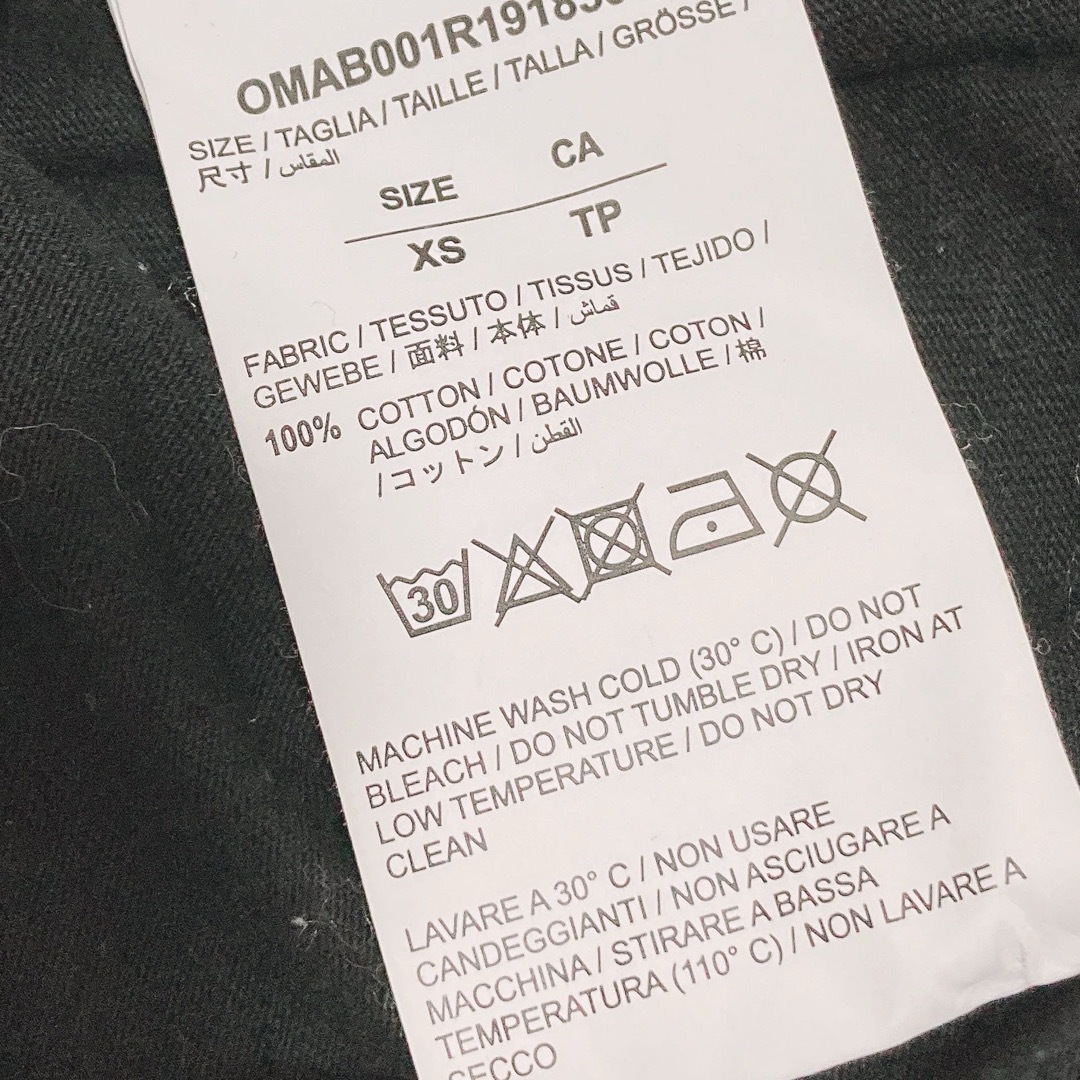 OMAB001R19185
SIZE / TAGLIA / TAILLE / TALLA / GRÖSSE /
尺寸 / المقاس
SIZE CA
XS TP
FABRIC / TESSUTO / TISSUS / TEJIDO /
GEWEBE / 面料 / 本体 / قماش
100% COTTON / COTONE / COTON /
ALGODÓN / BAUMWOLLE / 棉
/ コットン / القطن
30
MACHINE WASH COLD (30° C) / DO NOT
BLEACH / DO NOT TUMBLE DRY / IRON AT
LOW TEMPERATURE / DO NOT DRY
CLEAN
LAVARE A 30° C / NON USARE
CANDEGGIANTI / NON ASCIUGARE A
MACCHINA / STIRARE A BASSA
TEMPERATURA (110° C) / NON LAVARE A
SECCO